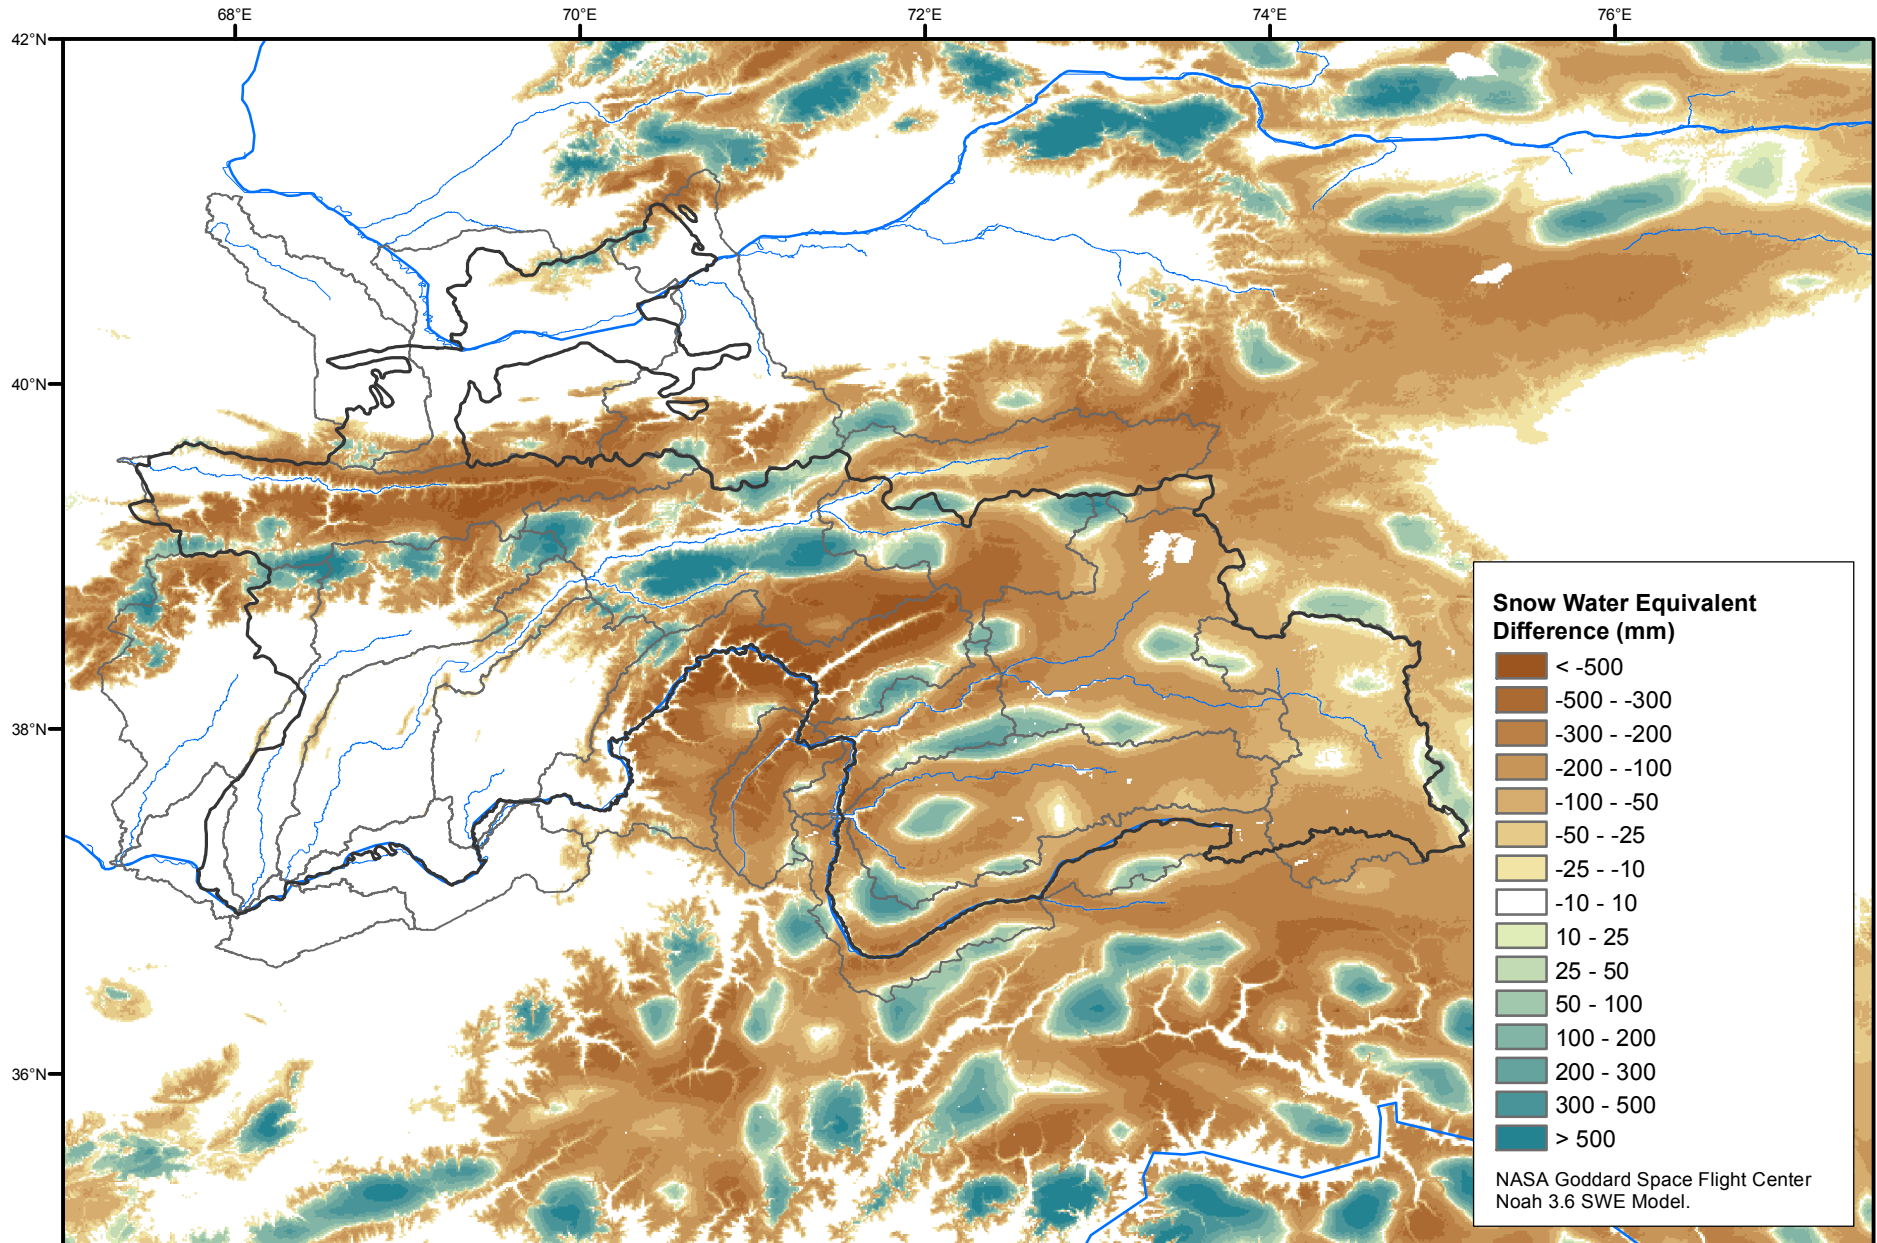 68°E
70°E
72°E
74°E
76°E
42°N
40°N
38°N
36°N
Snow Water Equivalent
Difference (mm)
< -500
-500 - -300
-300 - -200
-200 - -100
-100 - -50
-50 - -25
-25 - -10
-10 - 10
10 - 25
25 - 50
50 - 100
100 - 200
200 - 300
300 - 500
> 500
NASA Goddard Space Flight Center
Noah 3.6 SWE Model.